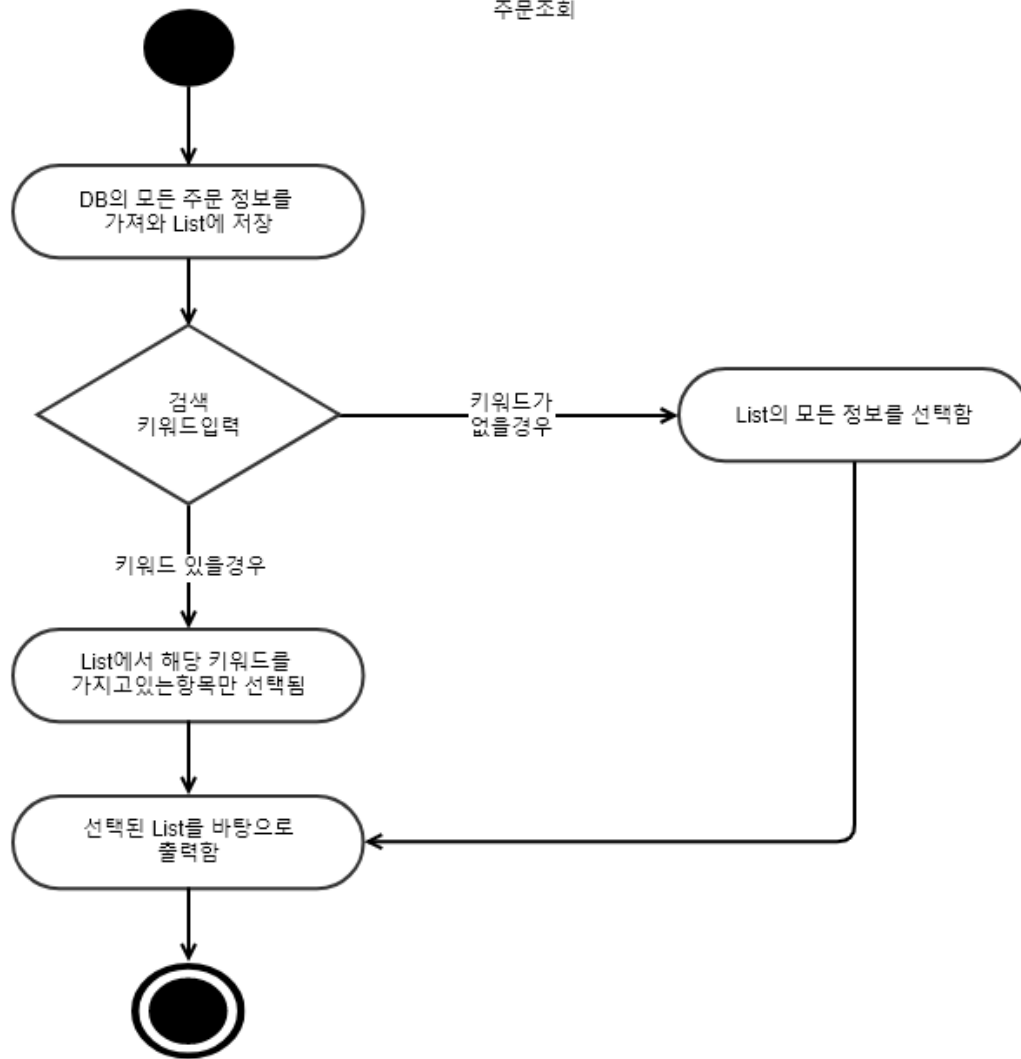 주문조회
DB의 모든 주문 정보를
가져와 List에 저장
검색
키워드입력
키워드가
없을경우
List의 모든 정보를 선택함
키워드 있을경우
List에서 해당 키워드를
가지고있는항목만 선택됨
선택된 List를 바탕으로
출력함